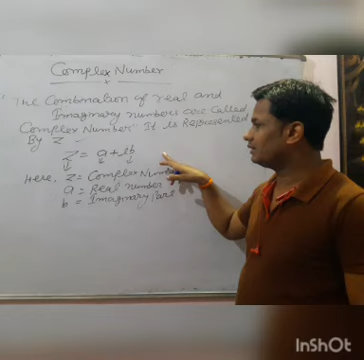 Complex Number
The Combination of real and
Imaginary numbers are Called
Complex Number" It is Represented
By Z
Z = a + ib
Here, Z = Complex Number
a = Real Number
b = Imaginary Part
InShOt